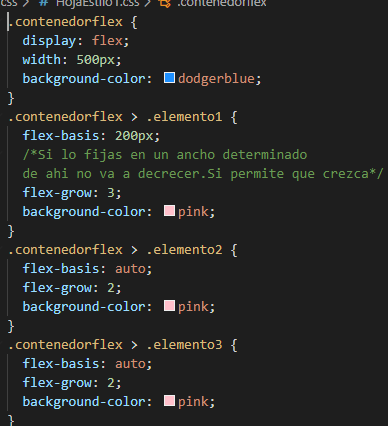 css > # HojaEstilo1.css > .contenedorflex
.contenedorflex {
display: flex;
width: 500px;
background-color: dodgerblue;
}
.contenedorflex > .elemento1 {
flex-basis: 200px;
/*Si lo fijas en un ancho determinado
de ahi no va a decrecer.Si permite que crezca*/
flex-grow: 3;
background-color: pink;
}
.contenedorflex > .elemento2 {
flex-basis: auto;
flex-grow: 2;
background-color: pink;
}
.contenedorflex > .elemento3 {
flex-basis: auto;
flex-grow: 2;
background-color: pink;
}